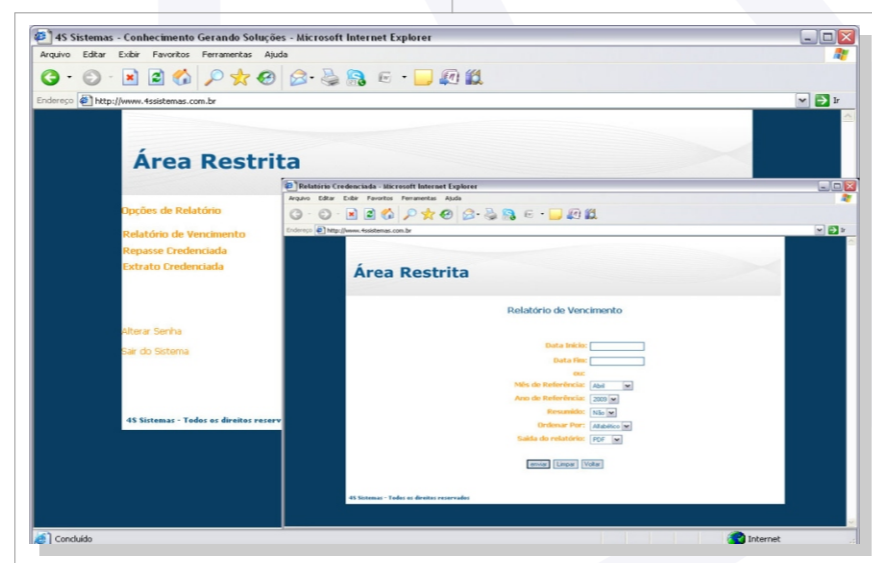 4S Sistemas - Conhecimento Gerando Soluções - Microsoft Internet Explorer
Arquivo Editar Exibir Favoritos Ferramentas Ajuda
Endereço http://www.4ssistemas.com.br Ir
Área Restrita
Opções de Relatório
Relatório de Vencimento
Repasse Credenciada
Extrato Credenciada
Alterar Senha
Sair do Sistema
4S Sistemas - Todos os direitos reserv
Relatório Credenciada - Microsoft Internet Explorer
Arquivo Editar Exibir Favoritos Ferramentas Ajuda
Endereço http://www.4ssistemas.com.br Ir
Área Restrita
Relatório de Vencimento
Data Início:
Data Fim:
ou:
Mês de Referência: Abril
Ano de Referência: 2009
Resumido: Não
Ordenar Por: Alfabético
Saída do relatório: PDF
enviar Limpar Voltar
4S Sistemas - Todos os direitos reservados
Concluído Internet